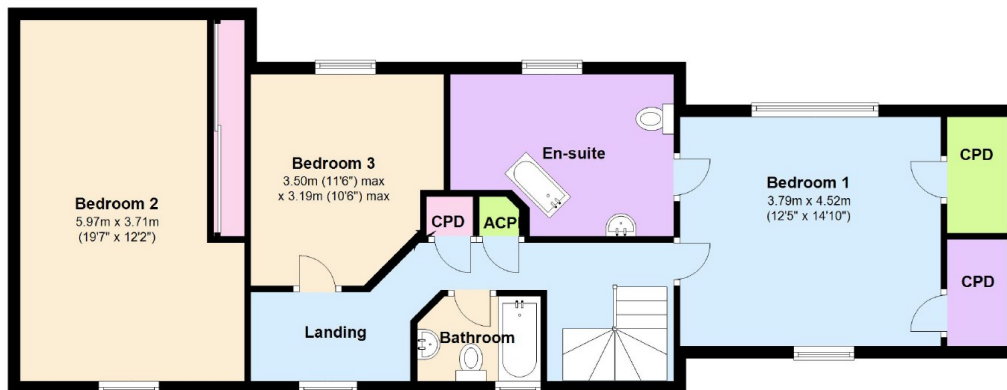 Bedroom 2
5.97m x 3.71m
(19'7" x 12'2")
Bedroom 3
3.50m (11'6") max
x 3.19m (10'6") max
En-suite
Bedroom 1
3.79m x 4.52m
(12'5" x 14'10")
CPD
CPD
CPD
ACP
Landing
Bathroom